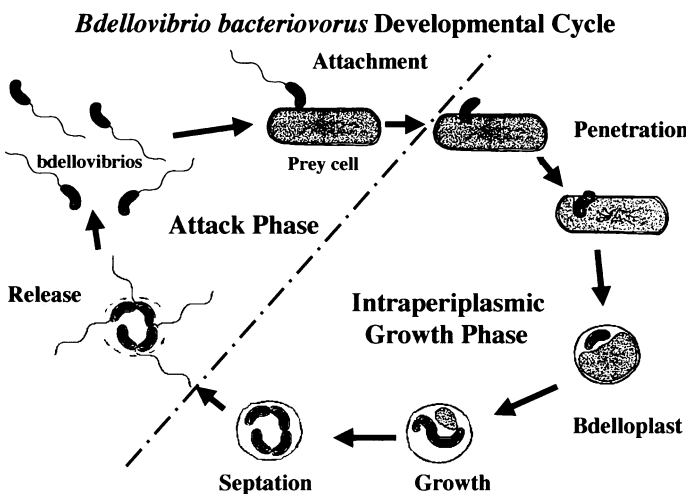 Bdellovibrio bacteriovorus Developmental Cycle
Attachment
bdellovibrios
Prey cell
Penetration
Attack Phase
Release
Intraperiplasmic
Growth Phase
Bdelloplast
Septation
Growth